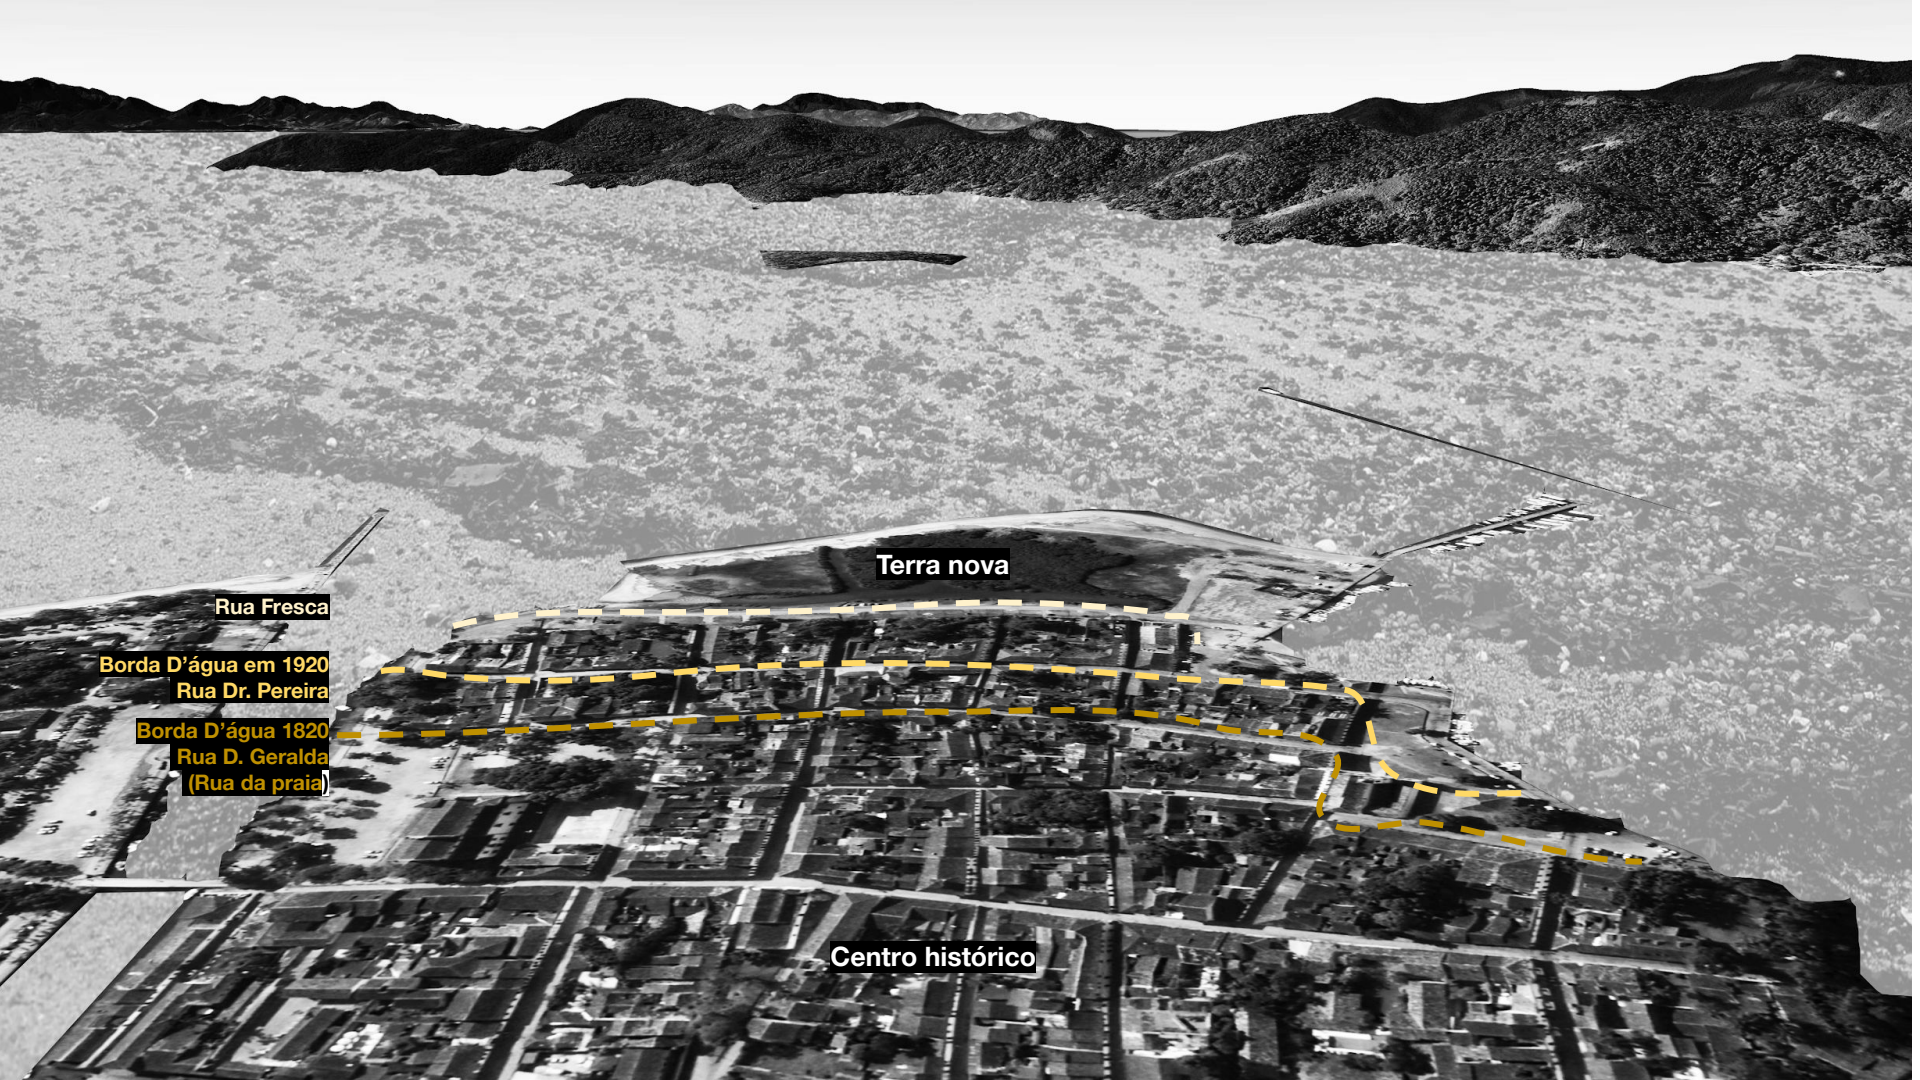 Terra nova
Rua Fresca
Borda D’água em 1920
Rua Dr. Pereira
Borda D’água 1820
Rua D. Geralda
(Rua da praia)
Centro histórico